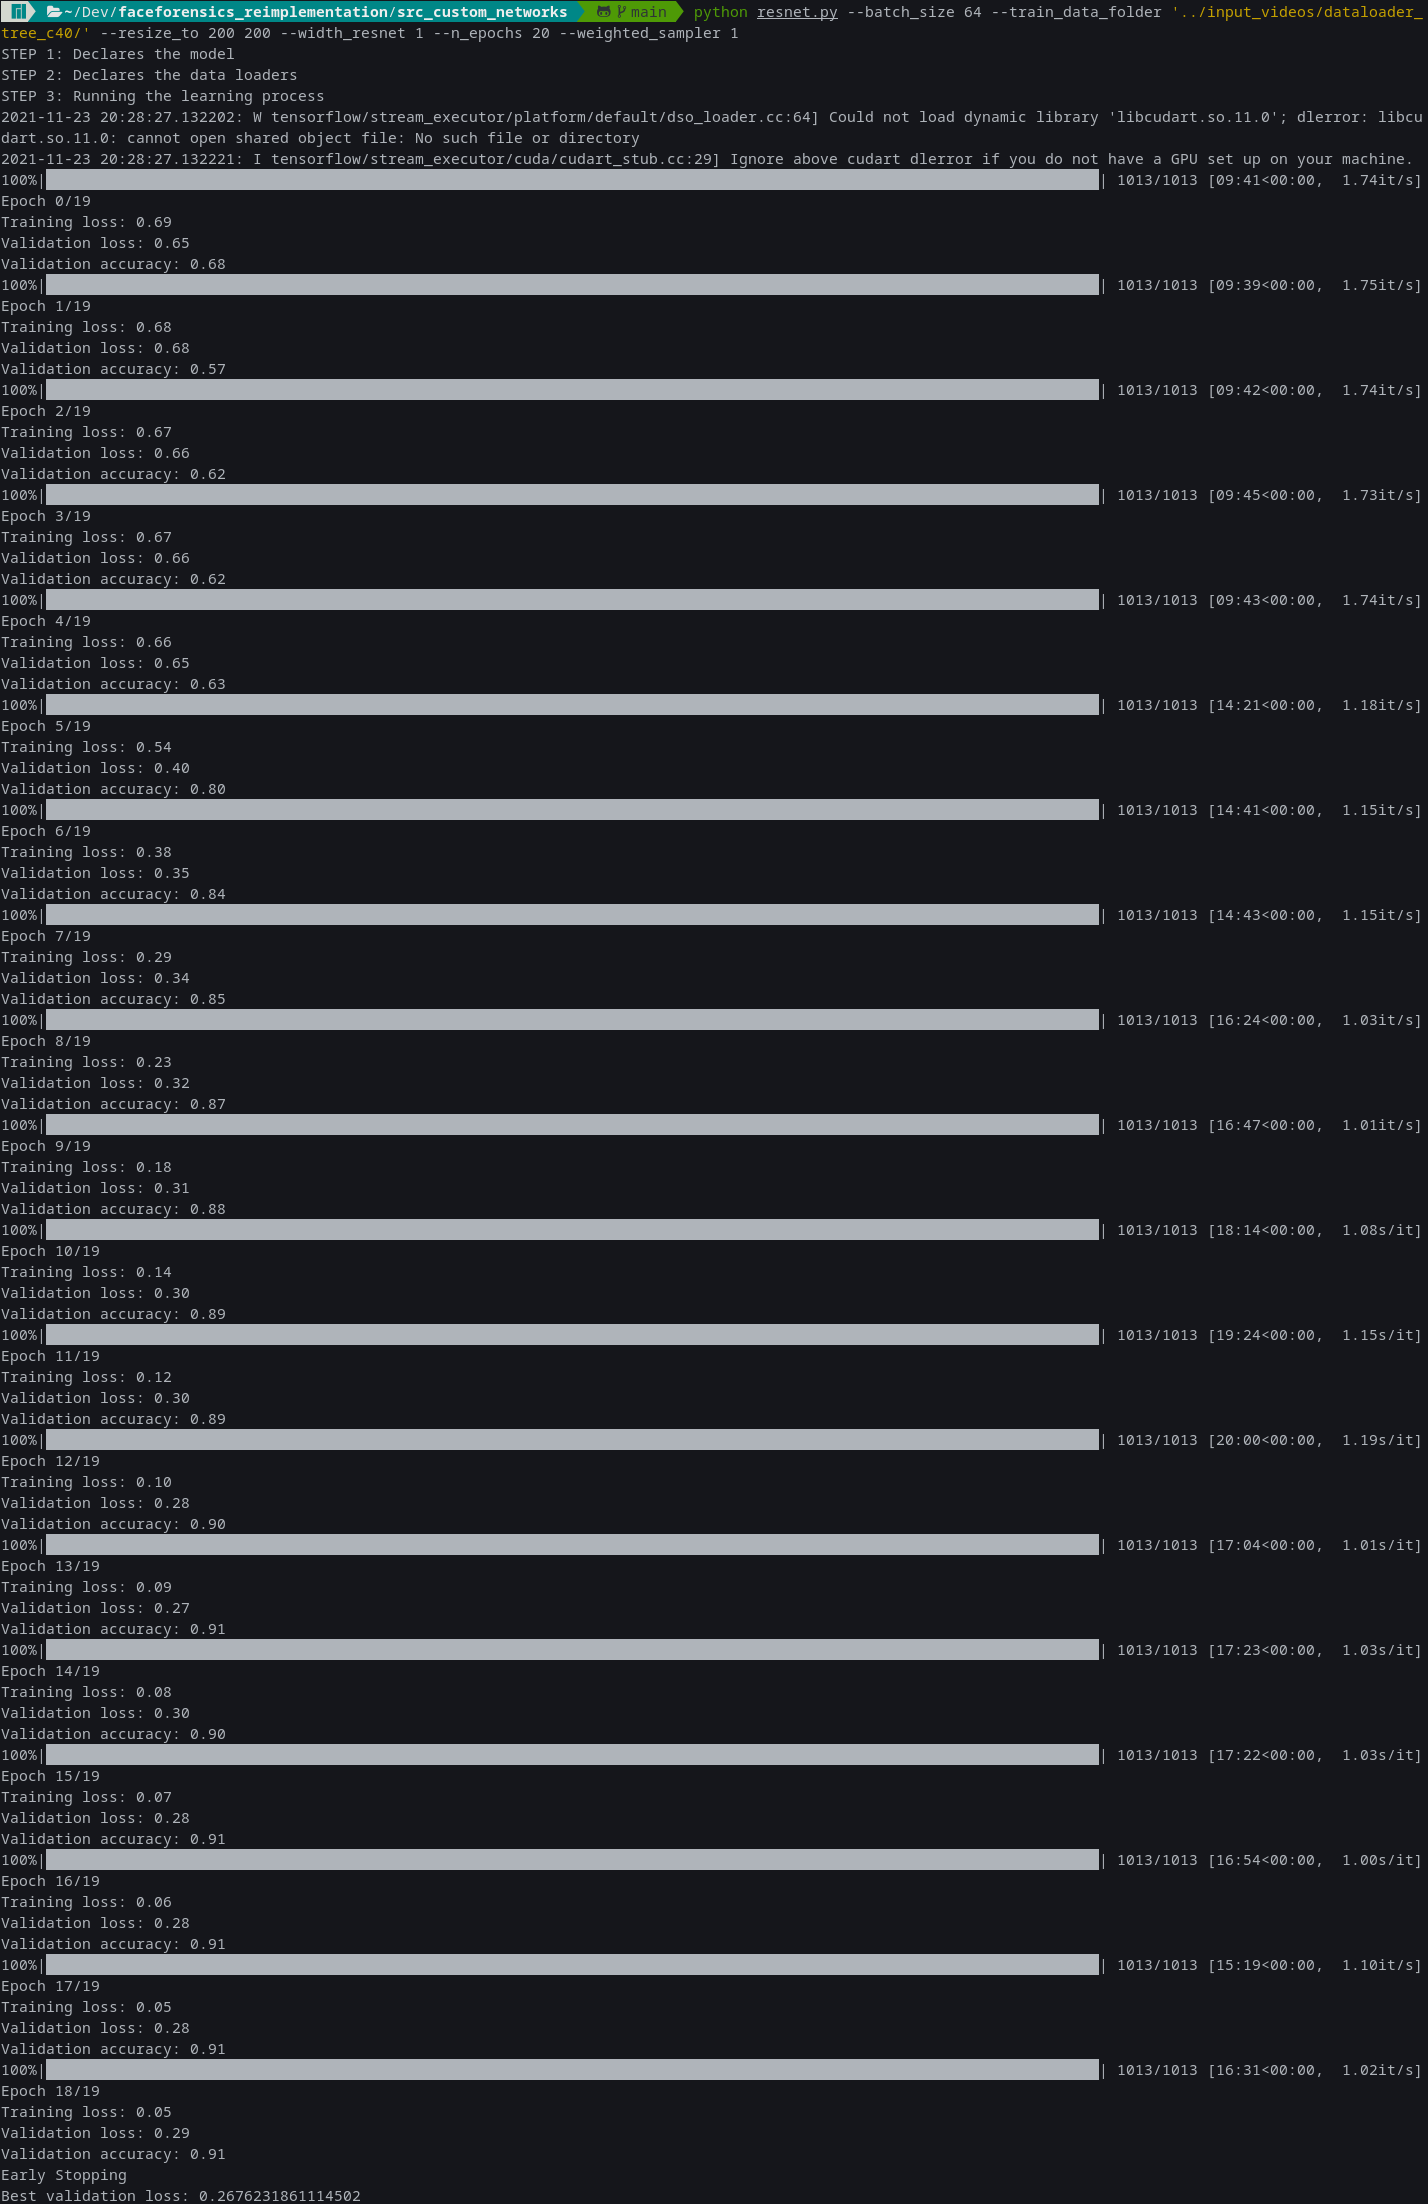 ~/Dev/faceforensics_reimplementation/src_custom_networks main python resnet.py --batch_size 64 --train_data_folder '../input_videos/dataloader_
tree_c40/' --resize_to 200 200 --width_resnet 1 --n_epochs 20 --weighted_sampler 1
STEP 1: Declares the model
STEP 2: Declares the data loaders
STEP 3: Running the learning process
2021-11-23 20:28:27.132202: W tensorflow/stream_executor/platform/default/dso_loader.cc:64] Could not load dynamic library 'libcudart.so.11.0'; dlerror: libcu
dart.so.11.0: cannot open shared object file: No such file or directory
2021-11-23 20:28:27.132221: I tensorflow/stream_executor/cuda/cudart_stub.cc:29] Ignore above cudart dlerror if you do not have a GPU set up on your machine.
100%| | 1013/1013 [09:41<00:00, 1.74it/s]
Epoch 0/19
Training loss: 0.69
Validation loss: 0.65
Validation accuracy: 0.68
100%| | 1013/1013 [09:39<00:00, 1.75it/s]
Epoch 1/19
Training loss: 0.68
Validation loss: 0.68
Validation accuracy: 0.57
100%| | 1013/1013 [09:42<00:00, 1.74it/s]
Epoch 2/19
Training loss: 0.67
Validation loss: 0.66
Validation accuracy: 0.62
100%| | 1013/1013 [09:45<00:00, 1.73it/s]
Epoch 3/19
Training loss: 0.67
Validation loss: 0.66
Validation accuracy: 0.62
100%| | 1013/1013 [09:43<00:00, 1.74it/s]
Epoch 4/19
Training loss: 0.66
Validation loss: 0.65
Validation accuracy: 0.63
100%| | 1013/1013 [14:21<00:00, 1.18it/s]
Epoch 5/19
Training loss: 0.54
Validation loss: 0.40
Validation accuracy: 0.80
100%| | 1013/1013 [14:41<00:00, 1.15it/s]
Epoch 6/19
Training loss: 0.38
Validation loss: 0.35
Validation accuracy: 0.84
100%| | 1013/1013 [14:43<00:00, 1.15it/s]
Epoch 7/19
Training loss: 0.29
Validation loss: 0.34
Validation accuracy: 0.85
100%| | 1013/1013 [16:24<00:00, 1.03it/s]
Epoch 8/19
Training loss: 0.23
Validation loss: 0.32
Validation accuracy: 0.87
100%| | 1013/1013 [16:47<00:00, 1.01it/s]
Epoch 9/19
Training loss: 0.18
Validation loss: 0.31
Validation accuracy: 0.88
100%| | 1013/1013 [18:14<00:00, 1.08s/it]
Epoch 10/19
Training loss: 0.14
Validation loss: 0.30
Validation accuracy: 0.89
100%| | 1013/1013 [19:24<00:00, 1.15s/it]
Epoch 11/19
Training loss: 0.12
Validation loss: 0.30
Validation accuracy: 0.89
100%| | 1013/1013 [20:00<00:00, 1.19s/it]
Epoch 12/19
Training loss: 0.10
Validation loss: 0.28
Validation accuracy: 0.90
100%| | 1013/1013 [17:04<00:00, 1.01s/it]
Epoch 13/19
Training loss: 0.09
Validation loss: 0.27
Validation accuracy: 0.91
100%| | 1013/1013 [17:23<00:00, 1.03s/it]
Epoch 14/19
Training loss: 0.08
Validation loss: 0.30
Validation accuracy: 0.90
100%| | 1013/1013 [17:22<00:00, 1.03s/it]
Epoch 15/19
Training loss: 0.07
Validation loss: 0.28
Validation accuracy: 0.91
100%| | 1013/1013 [16:54<00:00, 1.00s/it]
Epoch 16/19
Training loss: 0.06
Validation loss: 0.28
Validation accuracy: 0.91
100%| | 1013/1013 [15:19<00:00, 1.10it/s]
Epoch 17/19
Training loss: 0.05
Validation loss: 0.28
Validation accuracy: 0.91
100%| | 1013/1013 [16:31<00:00, 1.02it/s]
Epoch 18/19
Training loss: 0.05
Validation loss: 0.29
Validation accuracy: 0.91
Early Stopping
Best validation loss: 0.2676231861114502